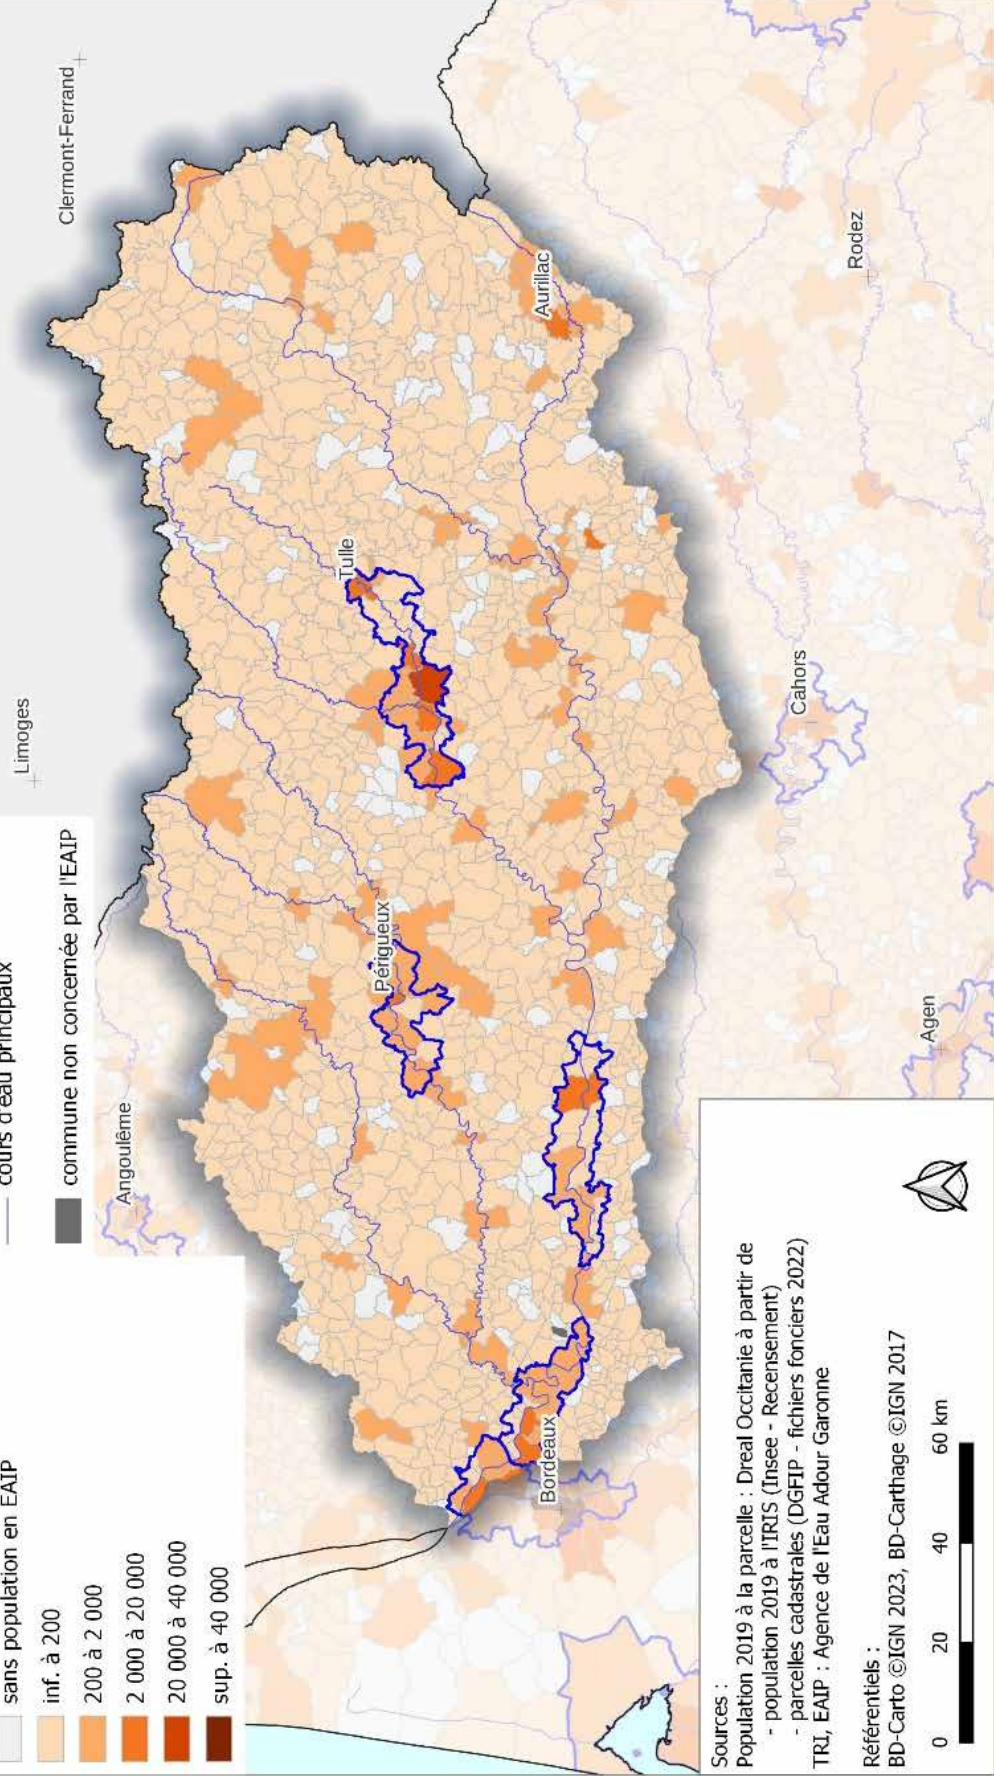 sans population en EAIP
inf. à 200
200 à 2 000
2 000 à 20 000
20 000 à 40 000
sup. à 40 000
cours d'eau principaux
commune non concernée par l'EAIP
Limoges
Clermont-Ferrand
Angoulême
Périgueux
Tulle
Aurillac
Bordeaux
Rodez
Cahors
Agen
Sources :
Population 2019 à la parcelle : Dreal Occitanie à partir de
- population 2019 à l'IRIS (Insee - Recensement)
- parcelles cadastrales (DGFIP - fichiers fonciers 2022)
TRI, EAIP : Agence de l'Eau Adour Garonne
Référentiels :
BD-Carto ©IGN 2023, BD-Carthage ©IGN 2017
0 20 40 60 km